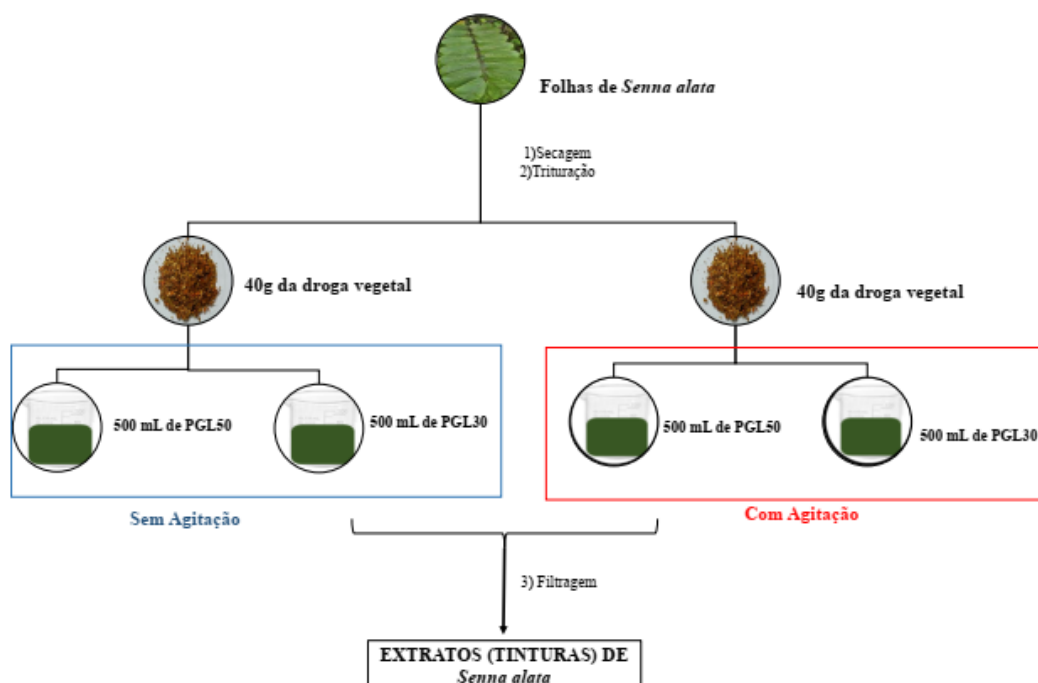 Folhas de Senna alata
1)Secagem
2)Trituração
40g da droga vegetal
40g da droga vegetal
500 mL de PGL50
500 mL de PGL30
500 mL de PGL50
500 mL de PGL30
Sem Agitação
Com Agitação
3) Filtragem
EXTRATOS (TINTURAS) DE
Senna alata